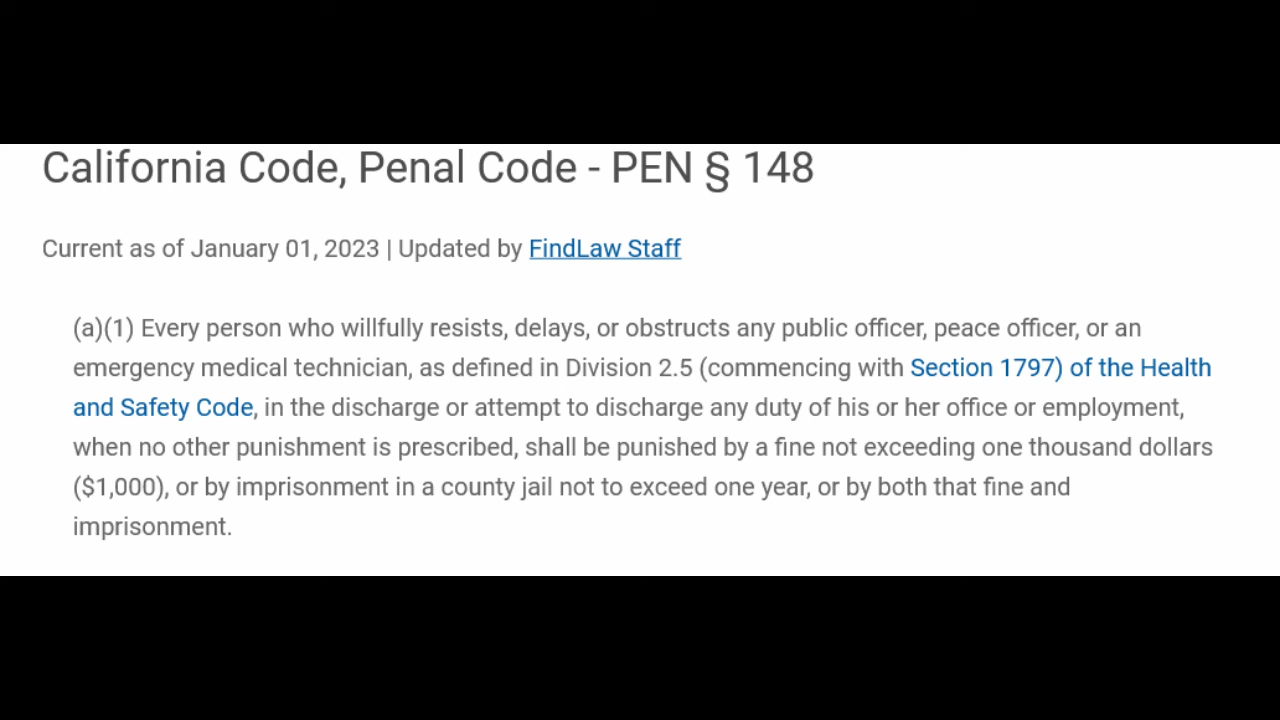 California Code, Penal Code - PEN § 148
Current as of January 01, 2023 | Updated by FindLaw Staff
(a)(1) Every person who willfully resists, delays, or obstructs any public officer, peace officer, or an
emergency medical technician, as defined in Division 2.5 (commencing with Section 1797) of the Health
and Safety Code, in the discharge or attempt to discharge any duty of his or her office or employment,
when no other punishment is prescribed, shall be punished by a fine not exceeding one thousand dollars
($1,000), or by imprisonment in a county jail not to exceed one year, or by both that fine and
imprisonment.